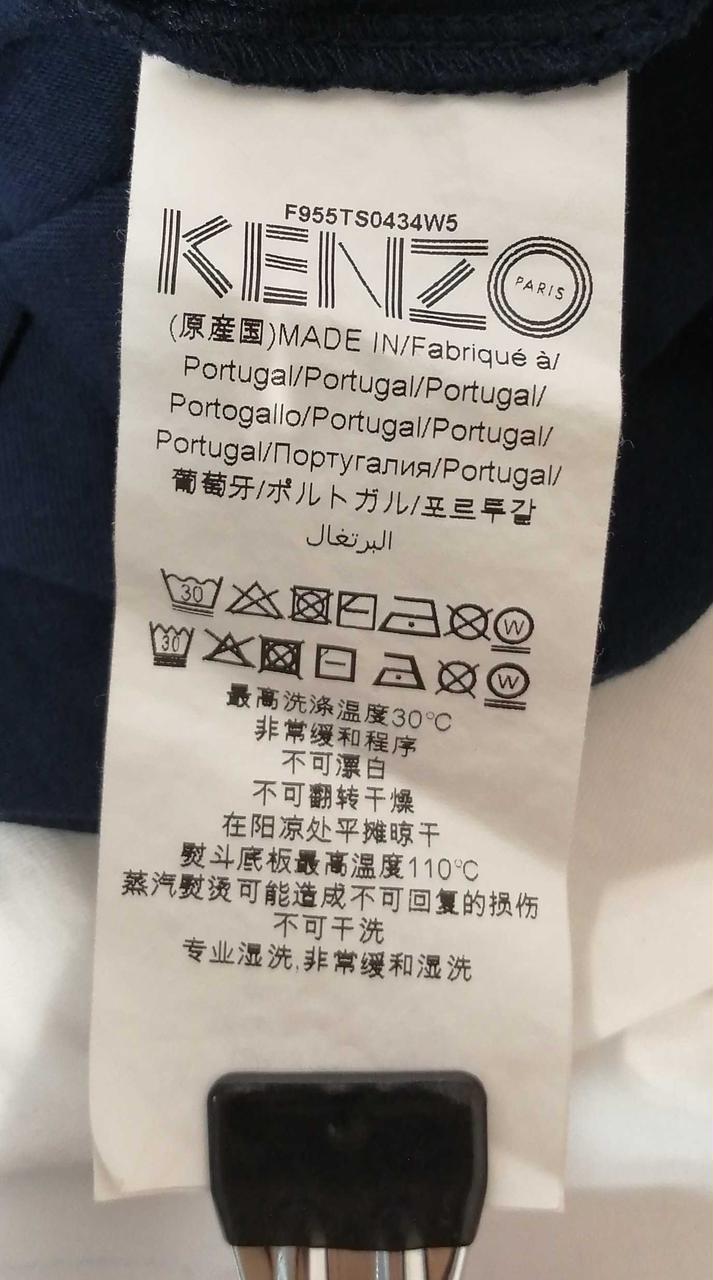 F955TS0434W5
KENZO PARIS
(原産国)MADE IN/Fabriqué à/
Portugal/Portugal/Portugal/
Portogallo/Portugal/Portugal/
Portugal/Португалия/Portugal/
葡萄牙/ポルトガル/포르투갈
البرتغال
30 W
30 W
最高洗涤温度30°C
非常缓和程序
不可漂白
不可翻转干燥
在阳凉处平摊晾干
熨斗底板最高温度110°C
蒸汽熨烫可能造成不可回复的损伤
不可干洗
专业湿洗,非常缓和湿洗